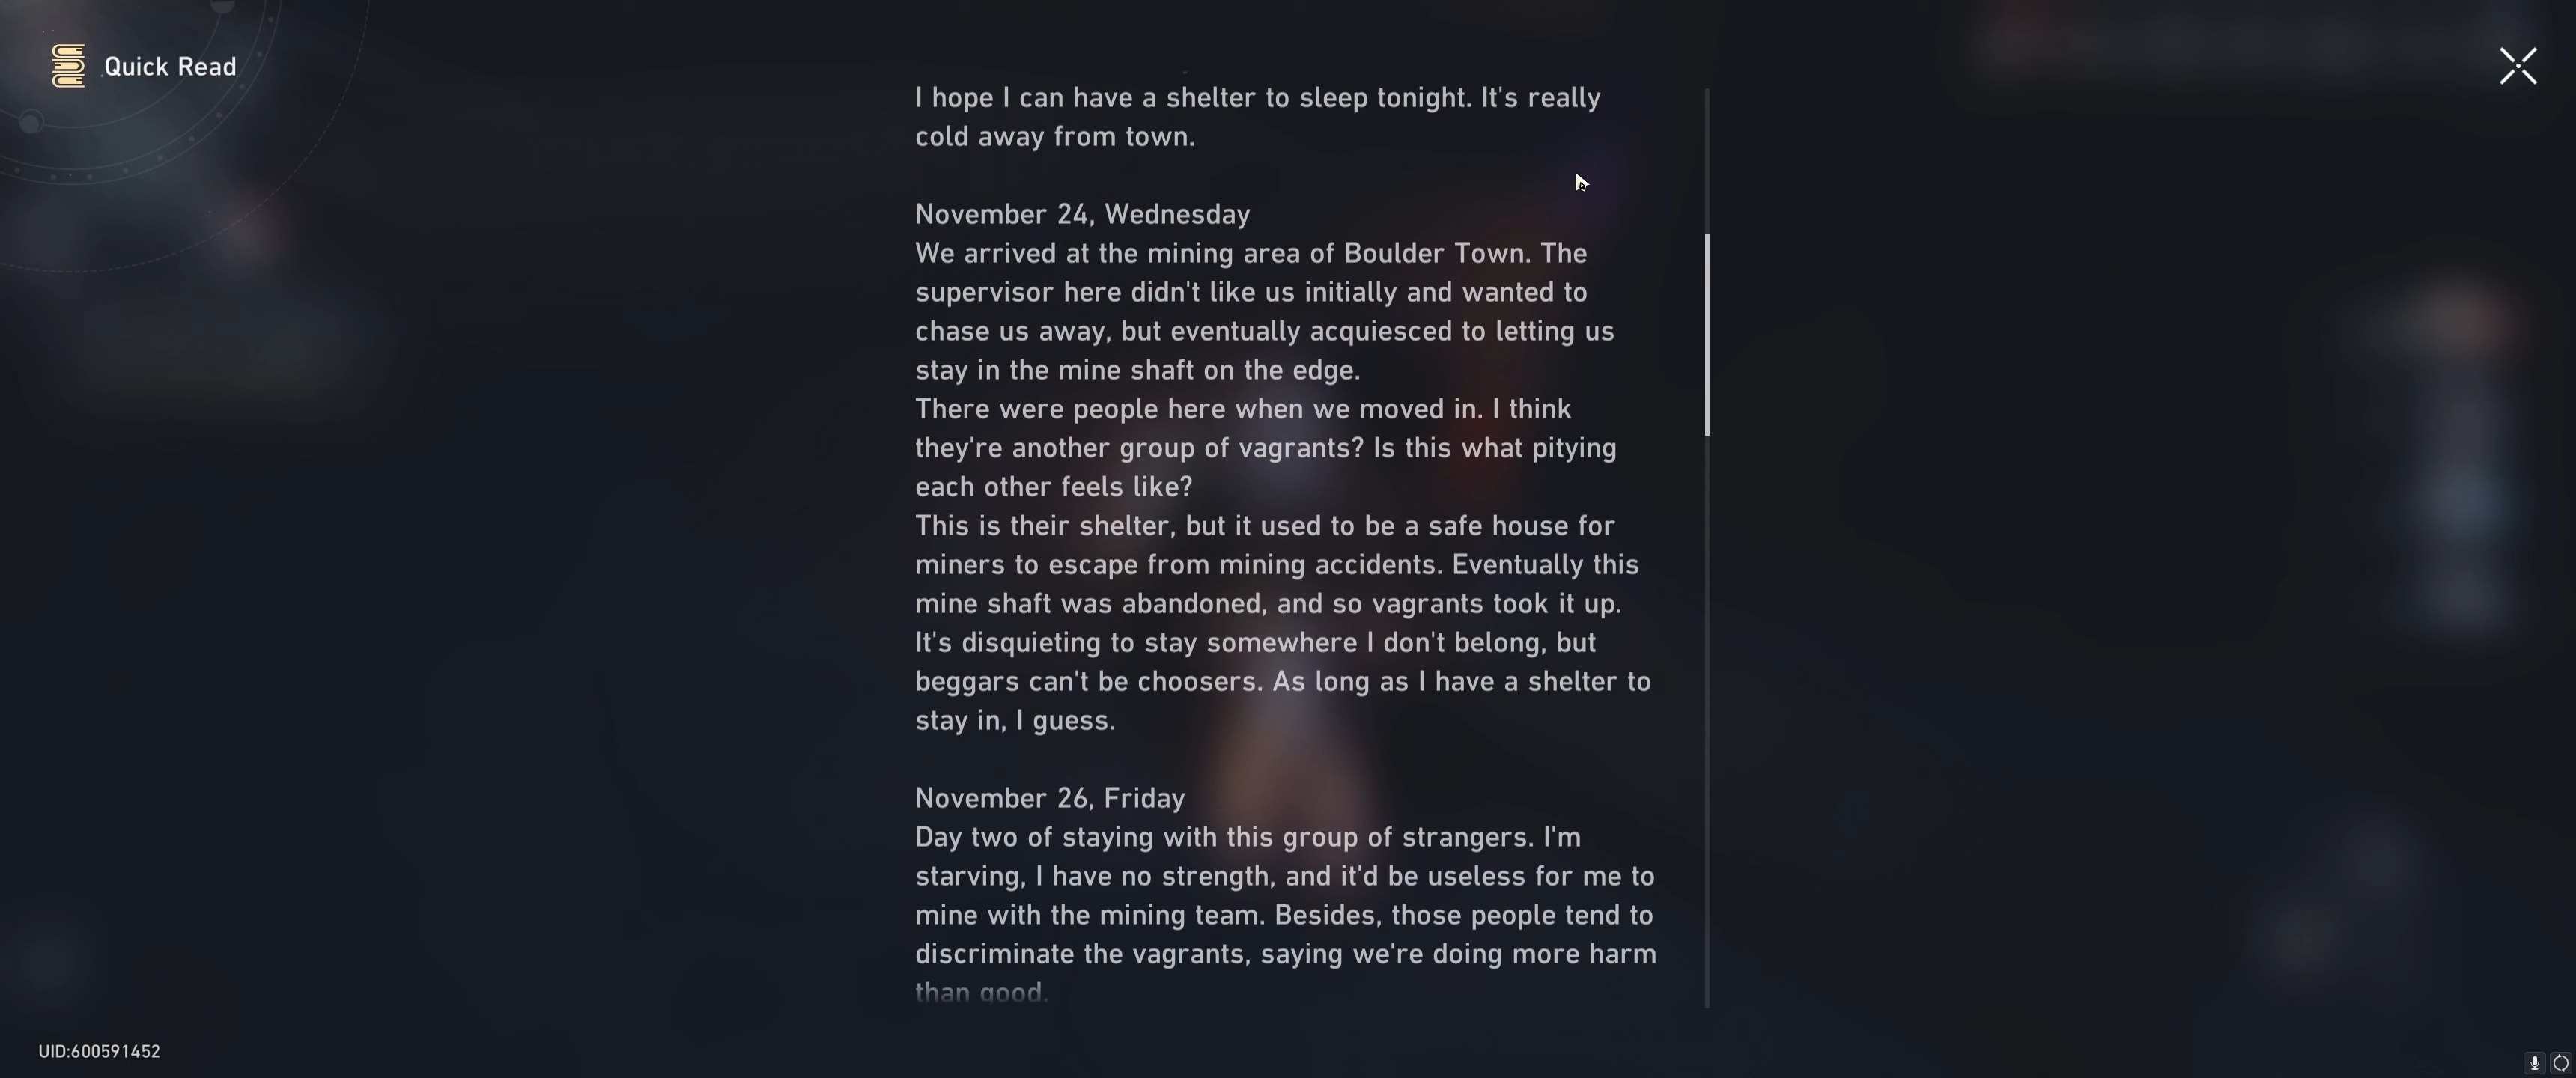 Quick Read
I hope I can have a shelter to sleep tonight. It's really
cold away from town.
November 24, Wednesday
We arrived at the mining area of Boulder Town. The
supervisor here didn't like us initially and wanted to
chase us away, but eventually acquiesced to letting us
stay in the mine shaft on the edge.
There were people here when we moved in. I think
they're another group of vagrants? Is this what pitying
each other feels like?
This is their shelter, but it used to be a safe house for
miners to escape from mining accidents. Eventually this
mine shaft was abandoned, and so vagrants took it up.
It's disquieting to stay somewhere I don't belong, but
beggars can't be choosers. As long as I have a shelter to
stay in, I guess.
November 26, Friday
Day two of staying with this group of strangers. I'm
starving, I have no strength, and it'd be useless for me to
mine with the mining team. Besides, those people tend to
discriminate the vagrants, saying we're doing more harm
than good.
UID:600591452